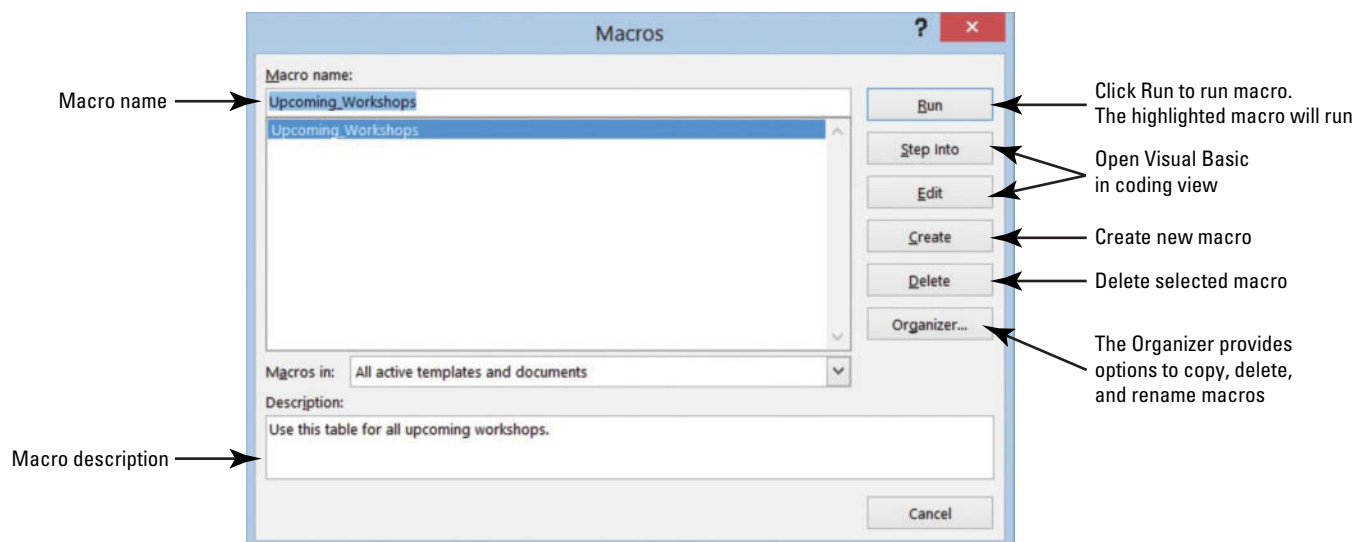 Macros
?
×
Macro name:
Macro name
Upcoming_Workshops
Upcoming_Workshops
Run
Click Run to run macro.
The highlighted macro will run
Step Into
Open Visual Basic
in coding view
Edit
Create
Create new macro
Delete
Delete selected macro
Organizer...
The Organizer provides
options to copy, delete,
and rename macros
Macros in: All active templates and documents
Description:
Use this table for all upcoming workshops.
Macro description
Cancel